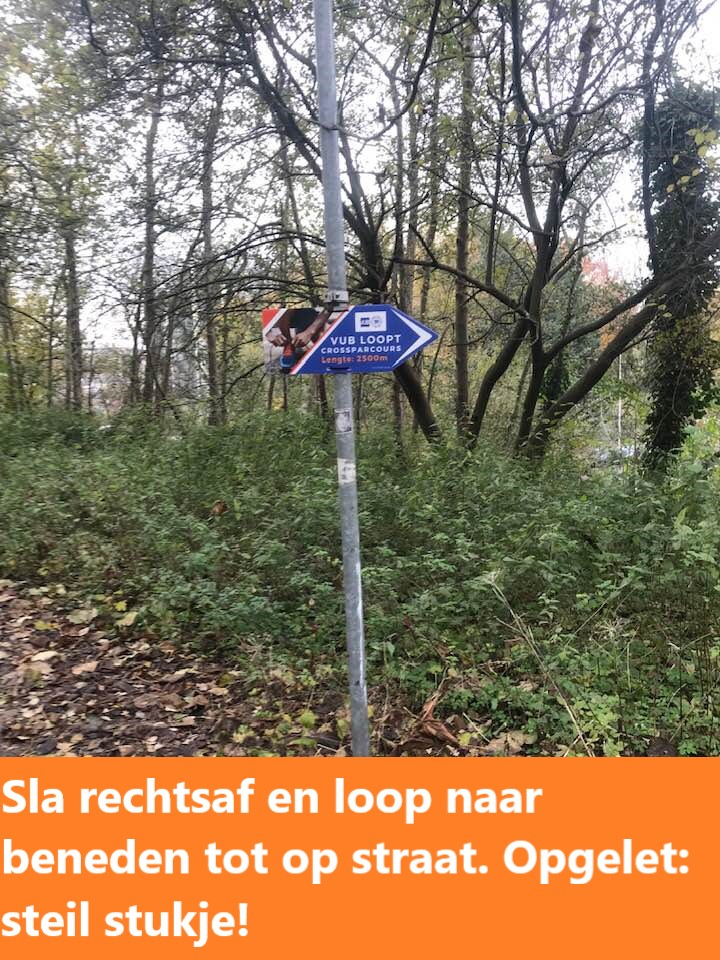 VUB LOOPT
CROSSPARCOURS
Lengte: 2500m
Sla rechtsaf en loop naar
beneden tot op straat. Opgelet:
steil stukje!